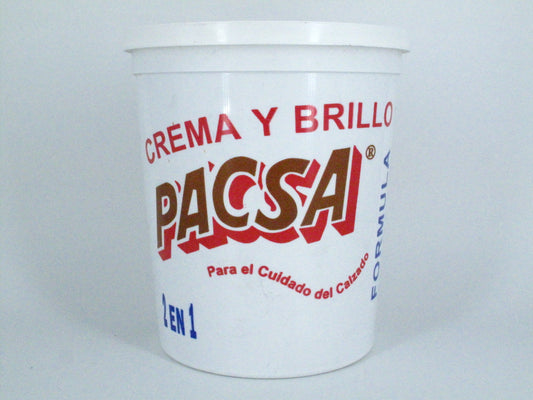 CREMA Y BRILLO
PACSA®
Para el Cuidado del Calzado
2 EN 1
FORMULA